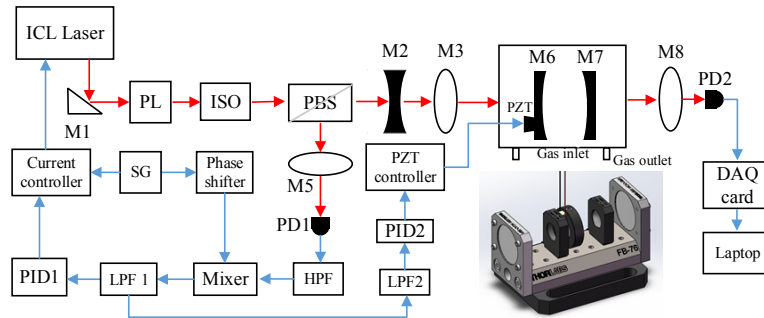 ICL Laser
M1
PL
ISO
PBS
M2
M3
M6
M7
M8
PD2
PZT
Gas inlet
Gas outlet
Current
controller
SG
Phase
shifter
M5
PD1
PZT
controller
DAQ
card
PID1
LPF 1
Mixer
HPF
PID2
LPF2
Laptop
THORLABS
FB-76